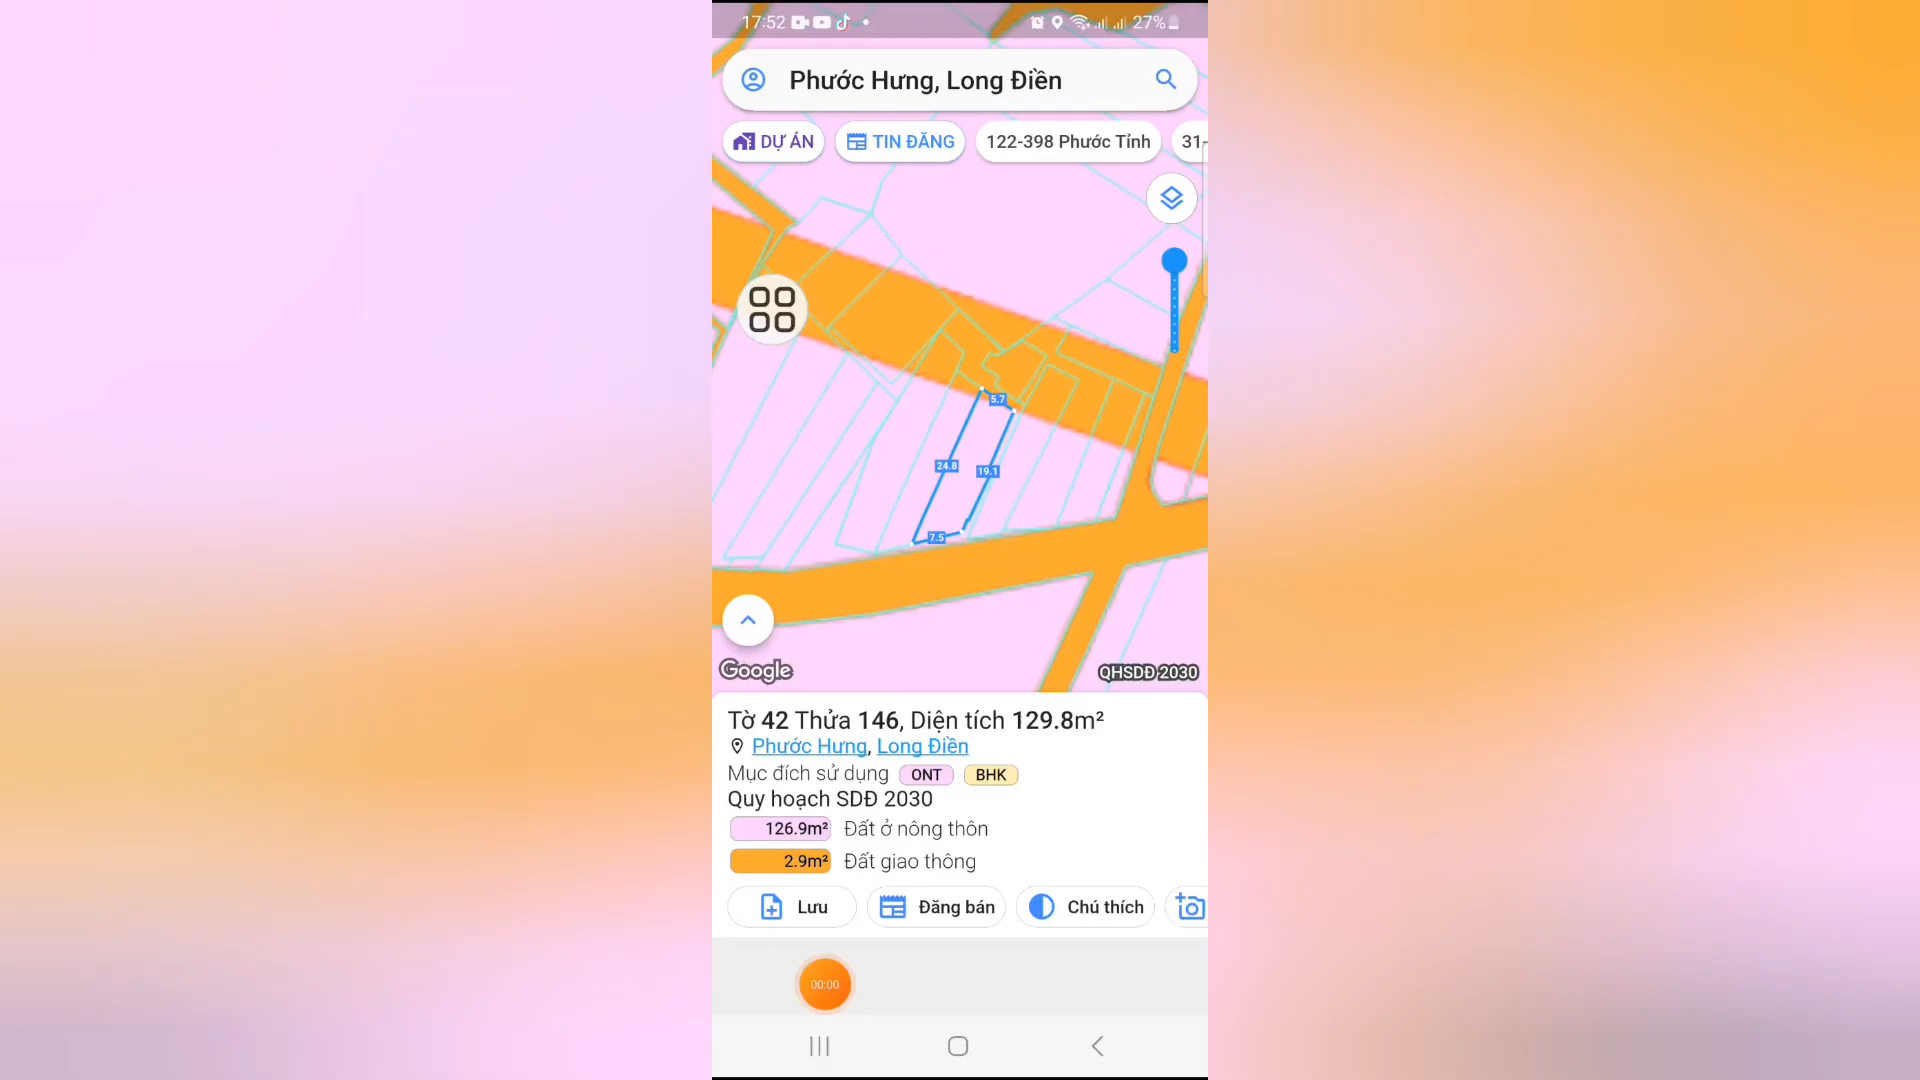 17:52
27%
Phước Hưng, Long Điền
DỰ ÁN
TIN ĐĂNG
122-398 Phước Tỉnh
31-
5.7
24.8
19.1
7.5
Google
QHSDĐ 2030
Tờ 42 Thửa 146, Diện tích 129.8m²
Phước Hưng, Long Điền
Mục đích sử dụng ONT BHK
Quy hoạch SDĐ 2030
126.9m² Đất ở nông thôn
2.9m² Đất giao thông
Lưu
Đăng bán
Chú thích
00:00